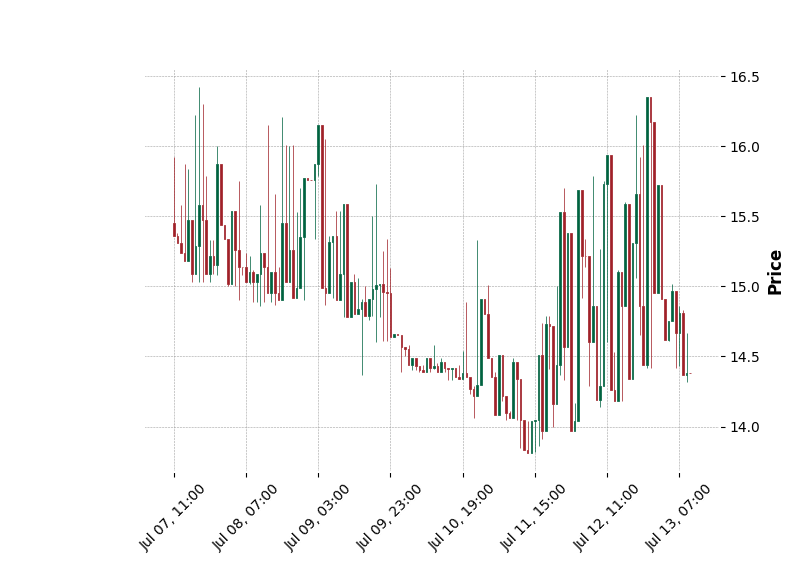 16.5
16.0
15.5
15.0
14.5
14.0
Price
Jul 07, 11:00
Jul 08, 07:00
Jul 09, 03:00
Jul 09, 23:00
Jul 10, 19:00
Jul 11, 15:00
Jul 12, 11:00
Jul 13, 07:00